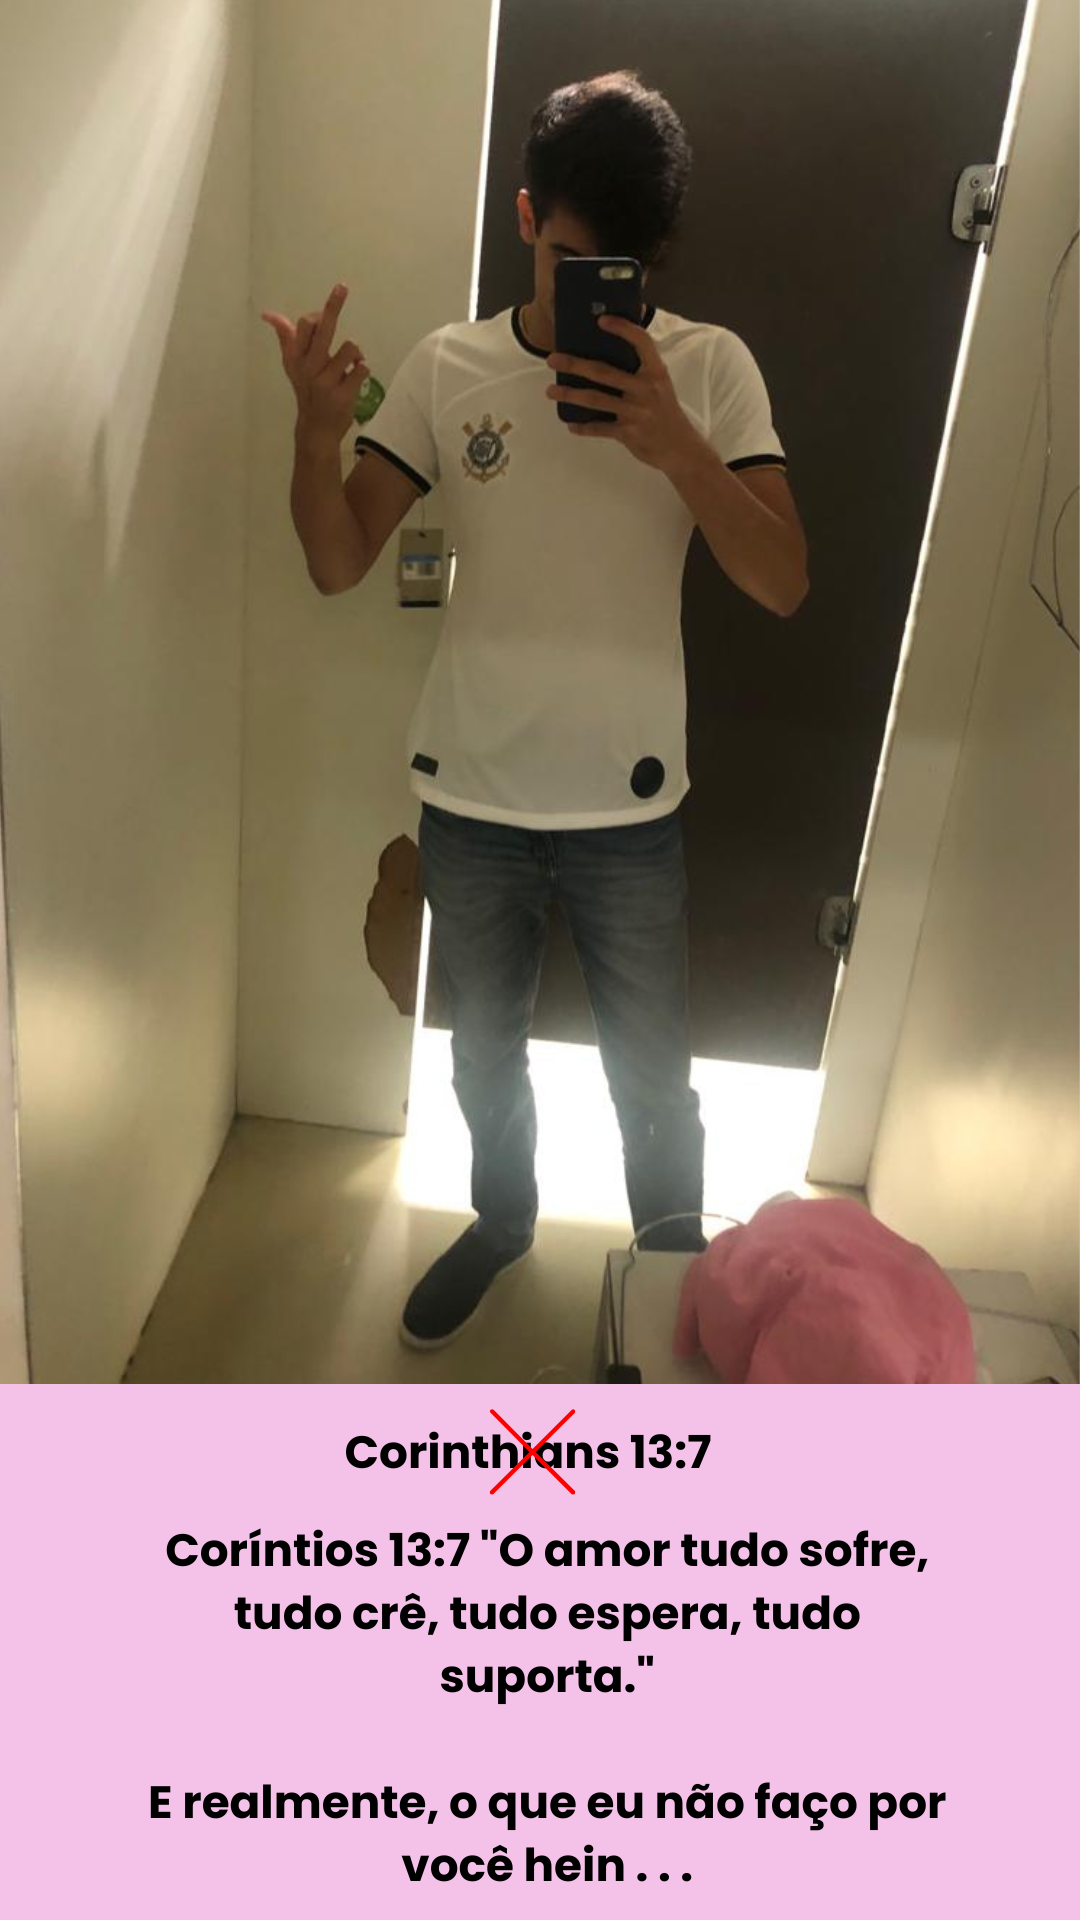 Corinthians 13:7
Coríntios 13:7 "O amor tudo sofre,
tudo crê, tudo espera, tudo
suporta."
E realmente, o que eu não faço por
você hein . . .